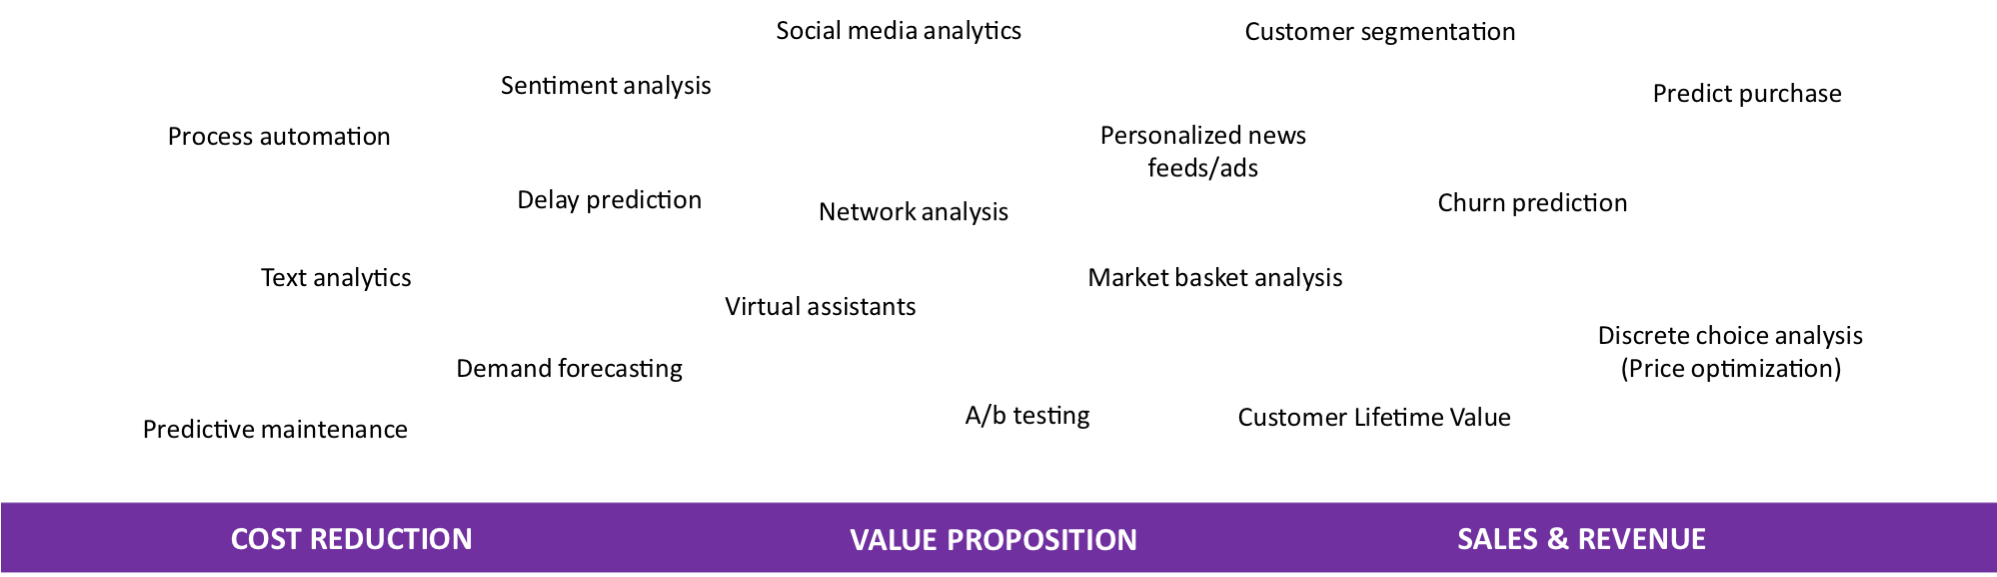 Social media analytics
Customer segmentation
Sentiment analysis
Predict purchase
Process automation
Personalized news
feeds/ads
Delay prediction
Network analysis
Churn prediction
Text analytics
Market basket analysis
Virtual assistants
Discrete choice analysis
(Price optimization)
Demand forecasting
A/b testing
Customer Lifetime Value
Predictive maintenance
COST REDUCTION
VALUE PROPOSITION
SALES & REVENUE